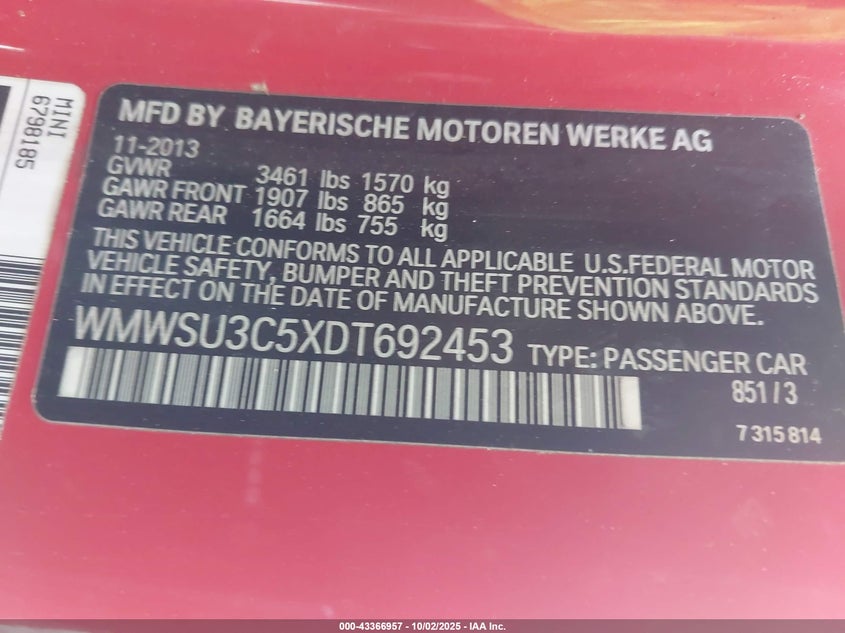 MINI
6798185
MFD BY BAYERISCHE MOTOREN WERKE AG
11-2013
GVWR 3461 lbs 1570 kg
GAWR FRONT 1907 lbs 865 kg
GAWR REAR 1664 lbs 755 kg
THIS VEHICLE CONFORMS TO ALL APPLICABLE U.S.FEDERAL MOTOR
VEHICLE SAFETY, BUMPER AND THEFT PREVENTION STANDARDS
IN EFFECT ON THE DATE OF MANUFACTURE SHOWN ABOVE.
WMWSU3C5XDT692453 TYPE: PASSENGER CAR
851 / 3
7 315 814
000-43366957 - 10/02/2025 - IAA Inc.